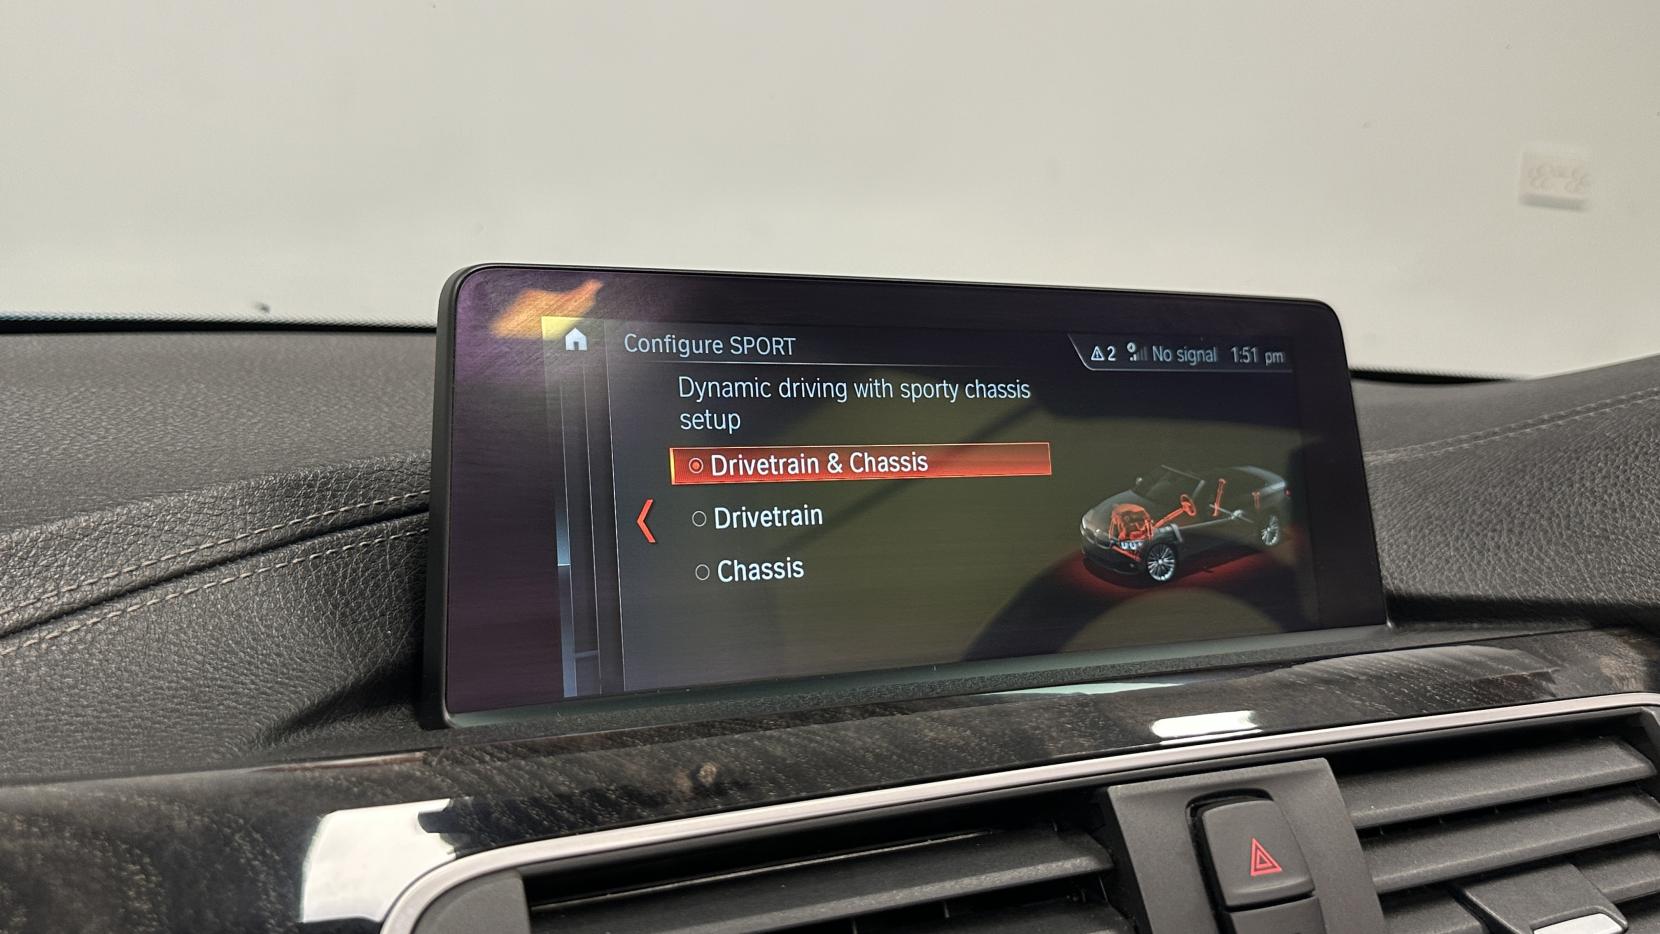 Configure SPORT
2 No signal 1:51 pm
Dynamic driving with sporty chassis
setup
Drivetrain & Chassis
Drivetrain
Chassis